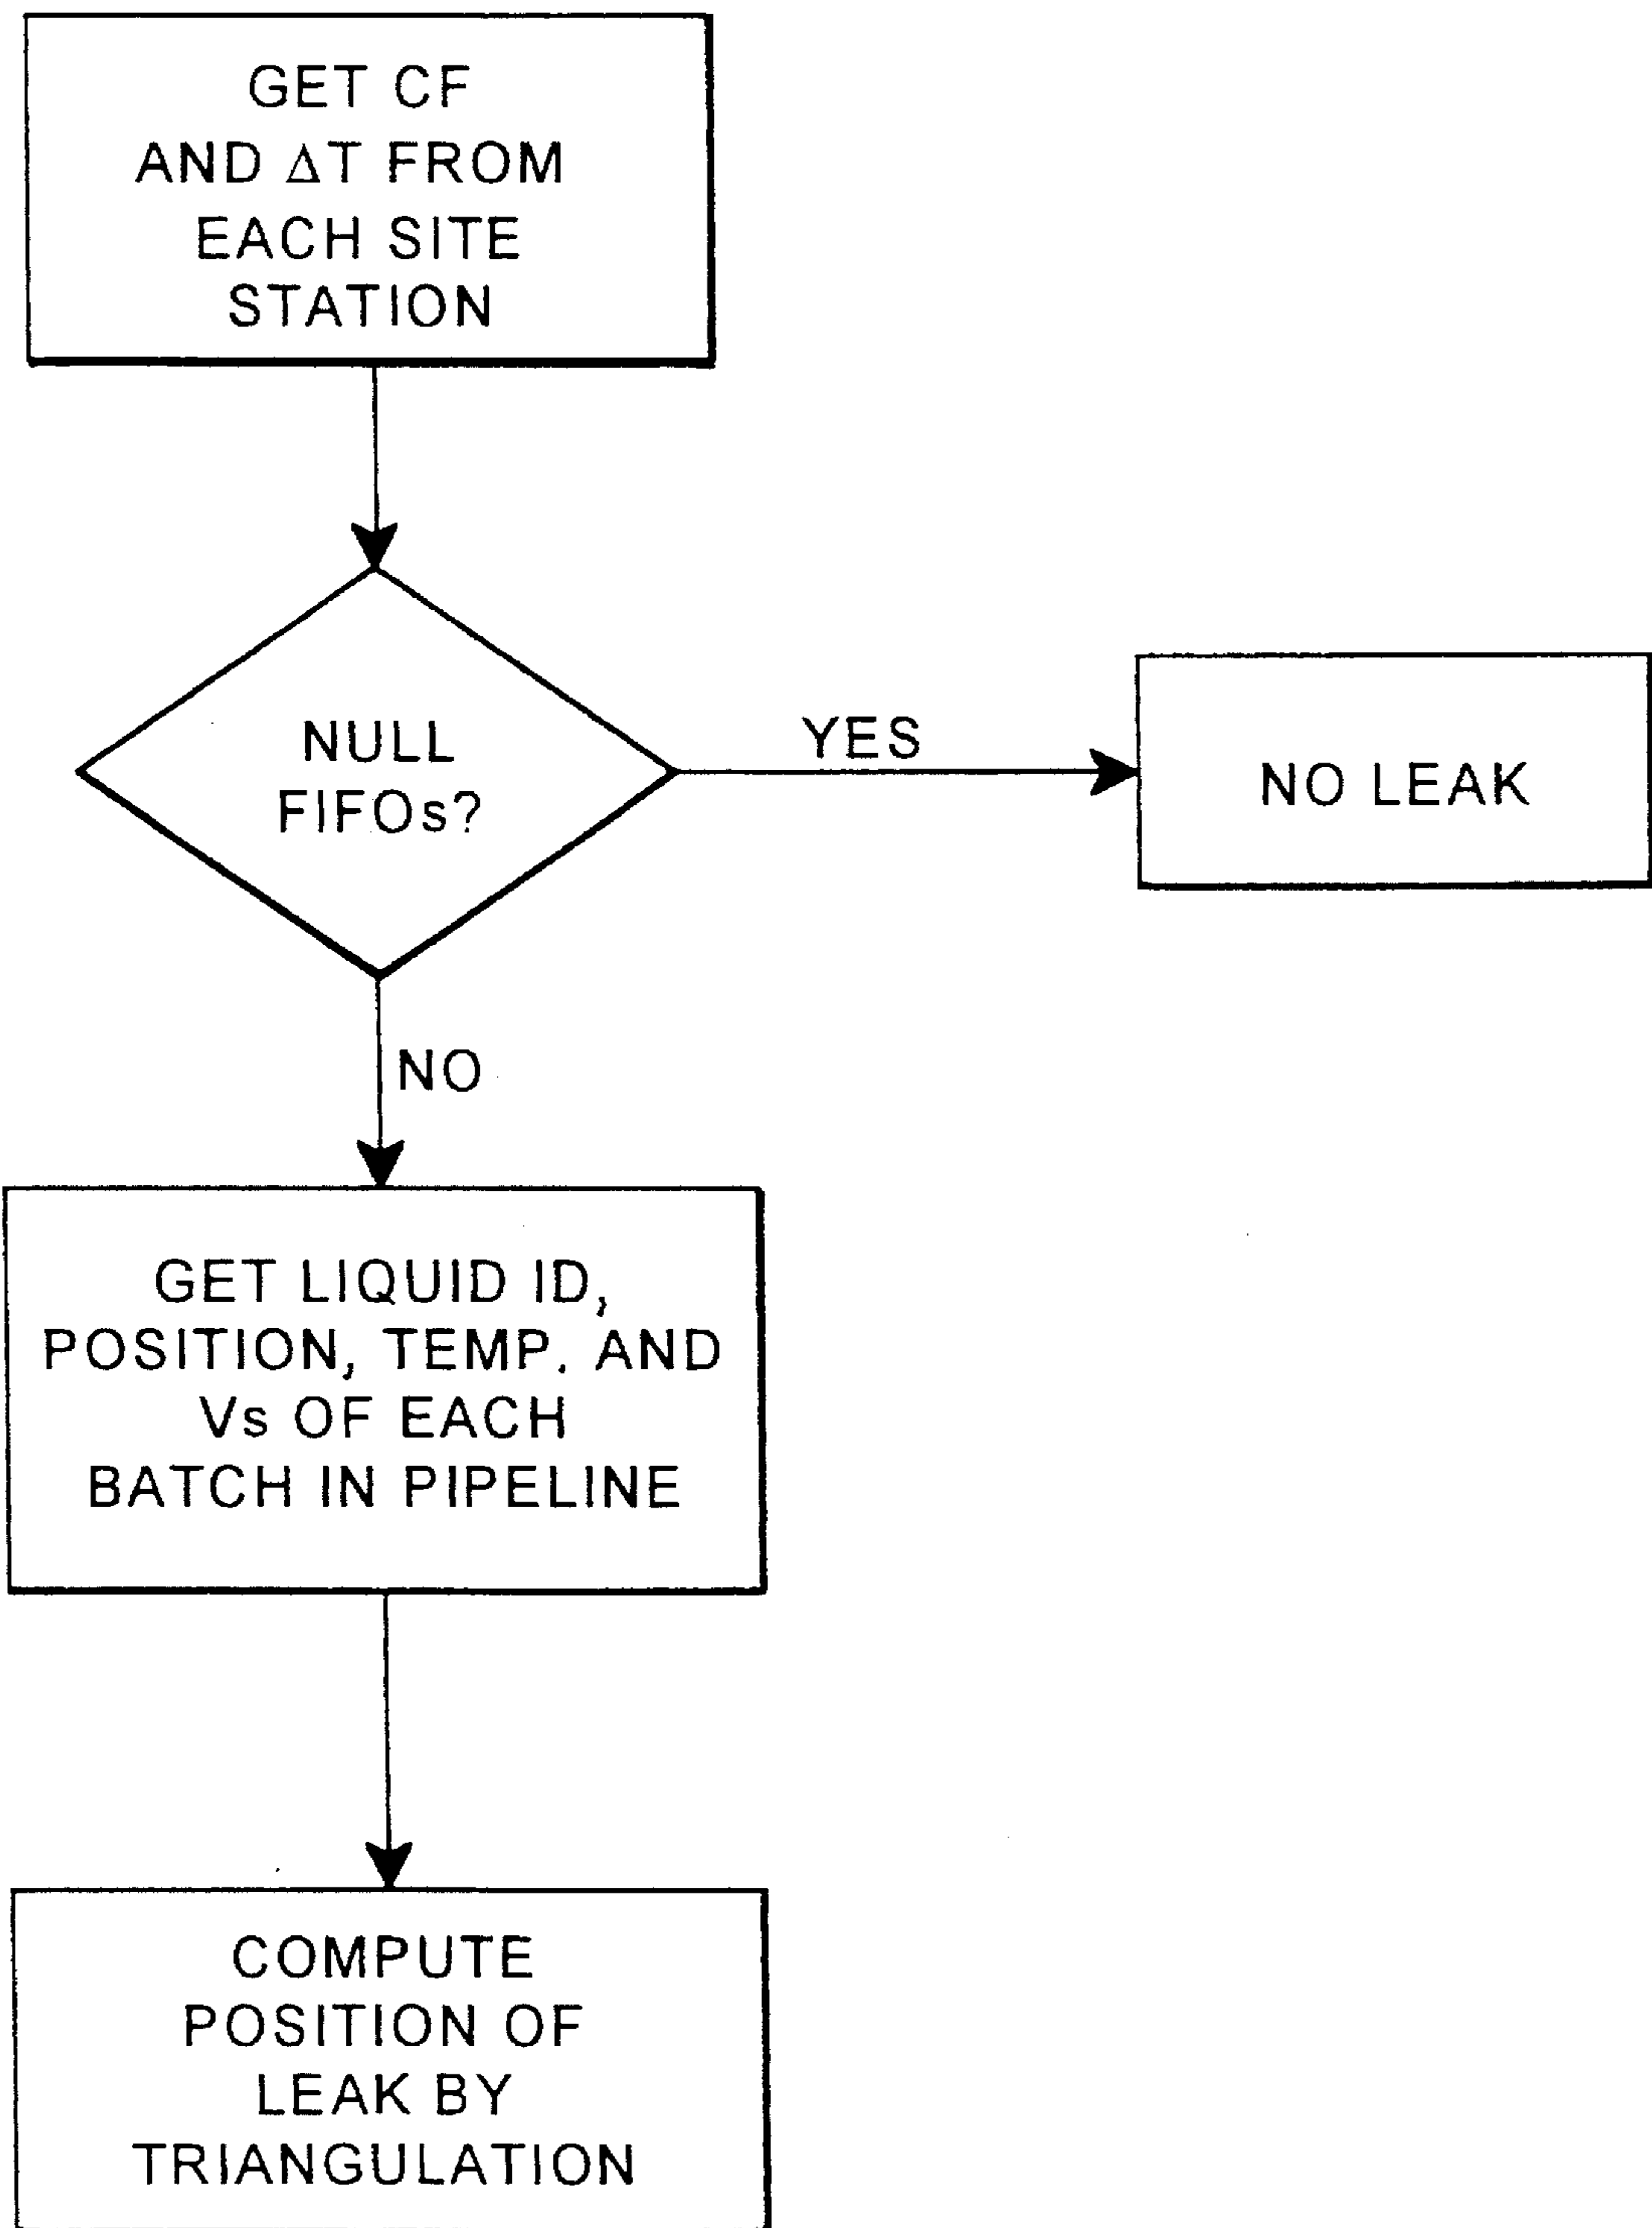 GET CF
AND ΔT FROM
EACH SITE
STATION
NULL
FIFOs?
YES
NO LEAK
NO
GET LIQUID ID,
POSITION, TEMP. AND
Vs OF EACH
BATCH IN PIPELINE
COMPUTE
POSITION OF
LEAK BY
TRIANGULATION